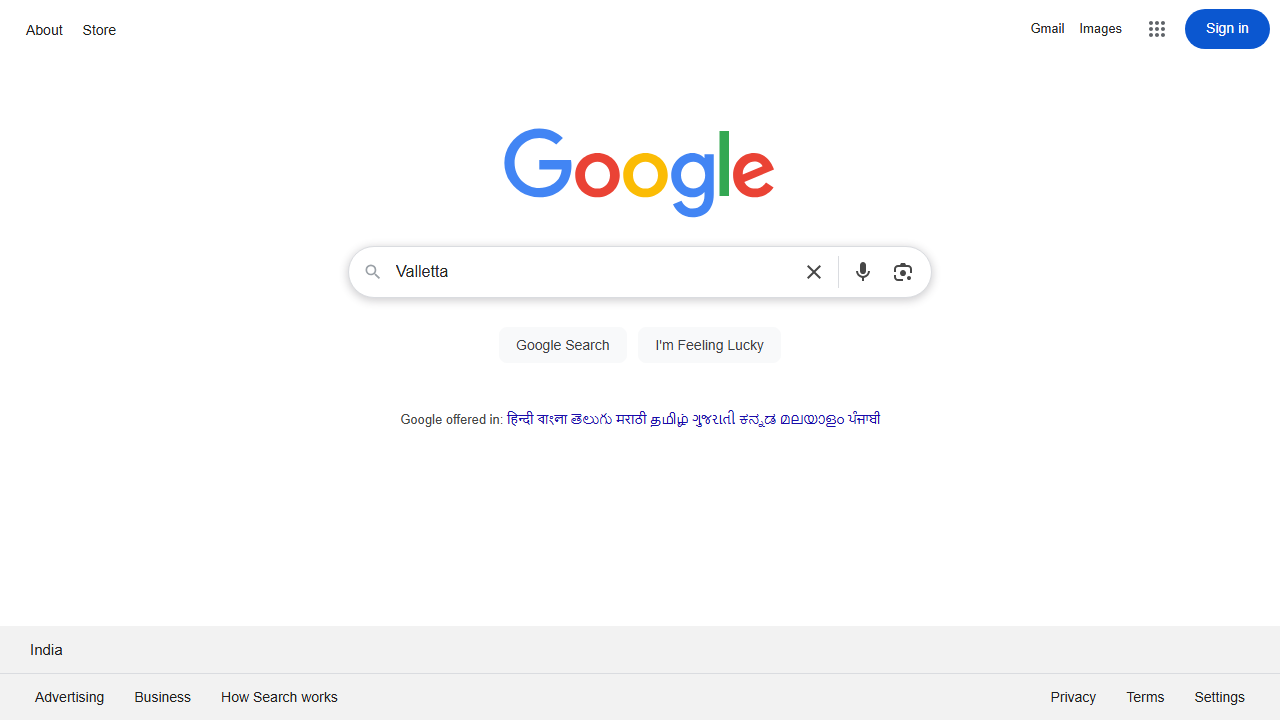 About Store Gmail Images Sign in
Google
Valletta
Google Search I'm Feeling Lucky
Google offered in: हिन्दी বাংলা తెలుగు मराठी தமிழ் ગુજરાતી ಕನ್ನಡ മലയാളം ਪੰਜਾਬੀ
India
Advertising Business How Search works Privacy Terms Settings